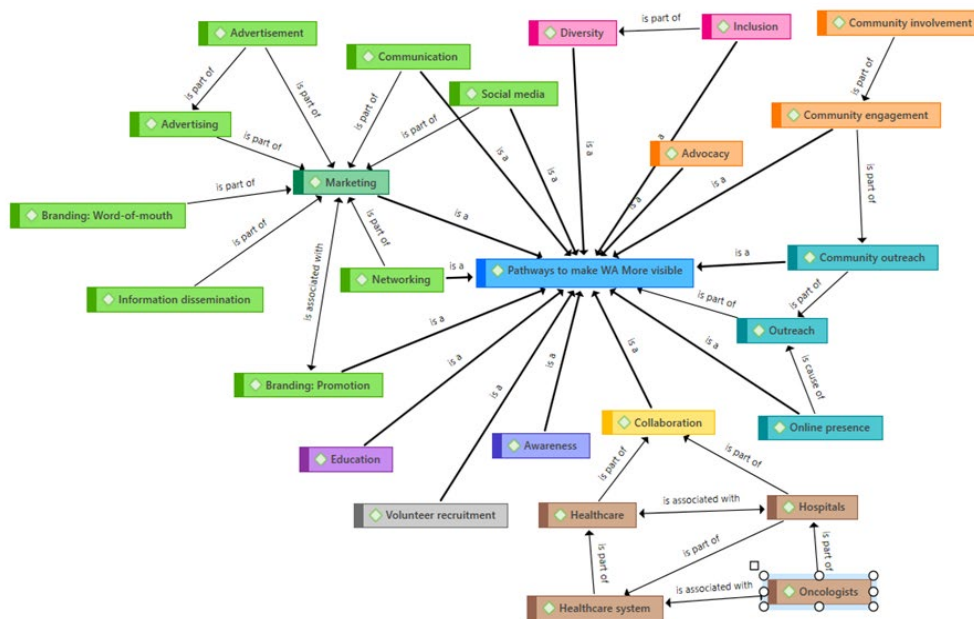 Advertisement
Diversity
is part of
Inclusion
Community involvement
Communication
is part of
is part of
is part of
Social media
is part of
Advertising
is part of
is part of
Community engagement
is a
a
Advocacy
Marketing
is part of
is a
is a
is a
is a
is part of
Branding: Word-of-mouth
is part of
is part of
is a
Community outreach
Information dissemination
is associated with
Networking
is a
Pathways to make WA More visible
is part of
is part of
Outreach
is a
Branding: Promotion
is a
is a
is a
is a
is a
is cause of
Collaboration
Online presence
Education
Awareness
is part of
is part of
Volunteer recruitment
Healthcare
is associated with
Hospitals
is part of
is part of
is part of
Healthcare system
is associated with
Oncologists